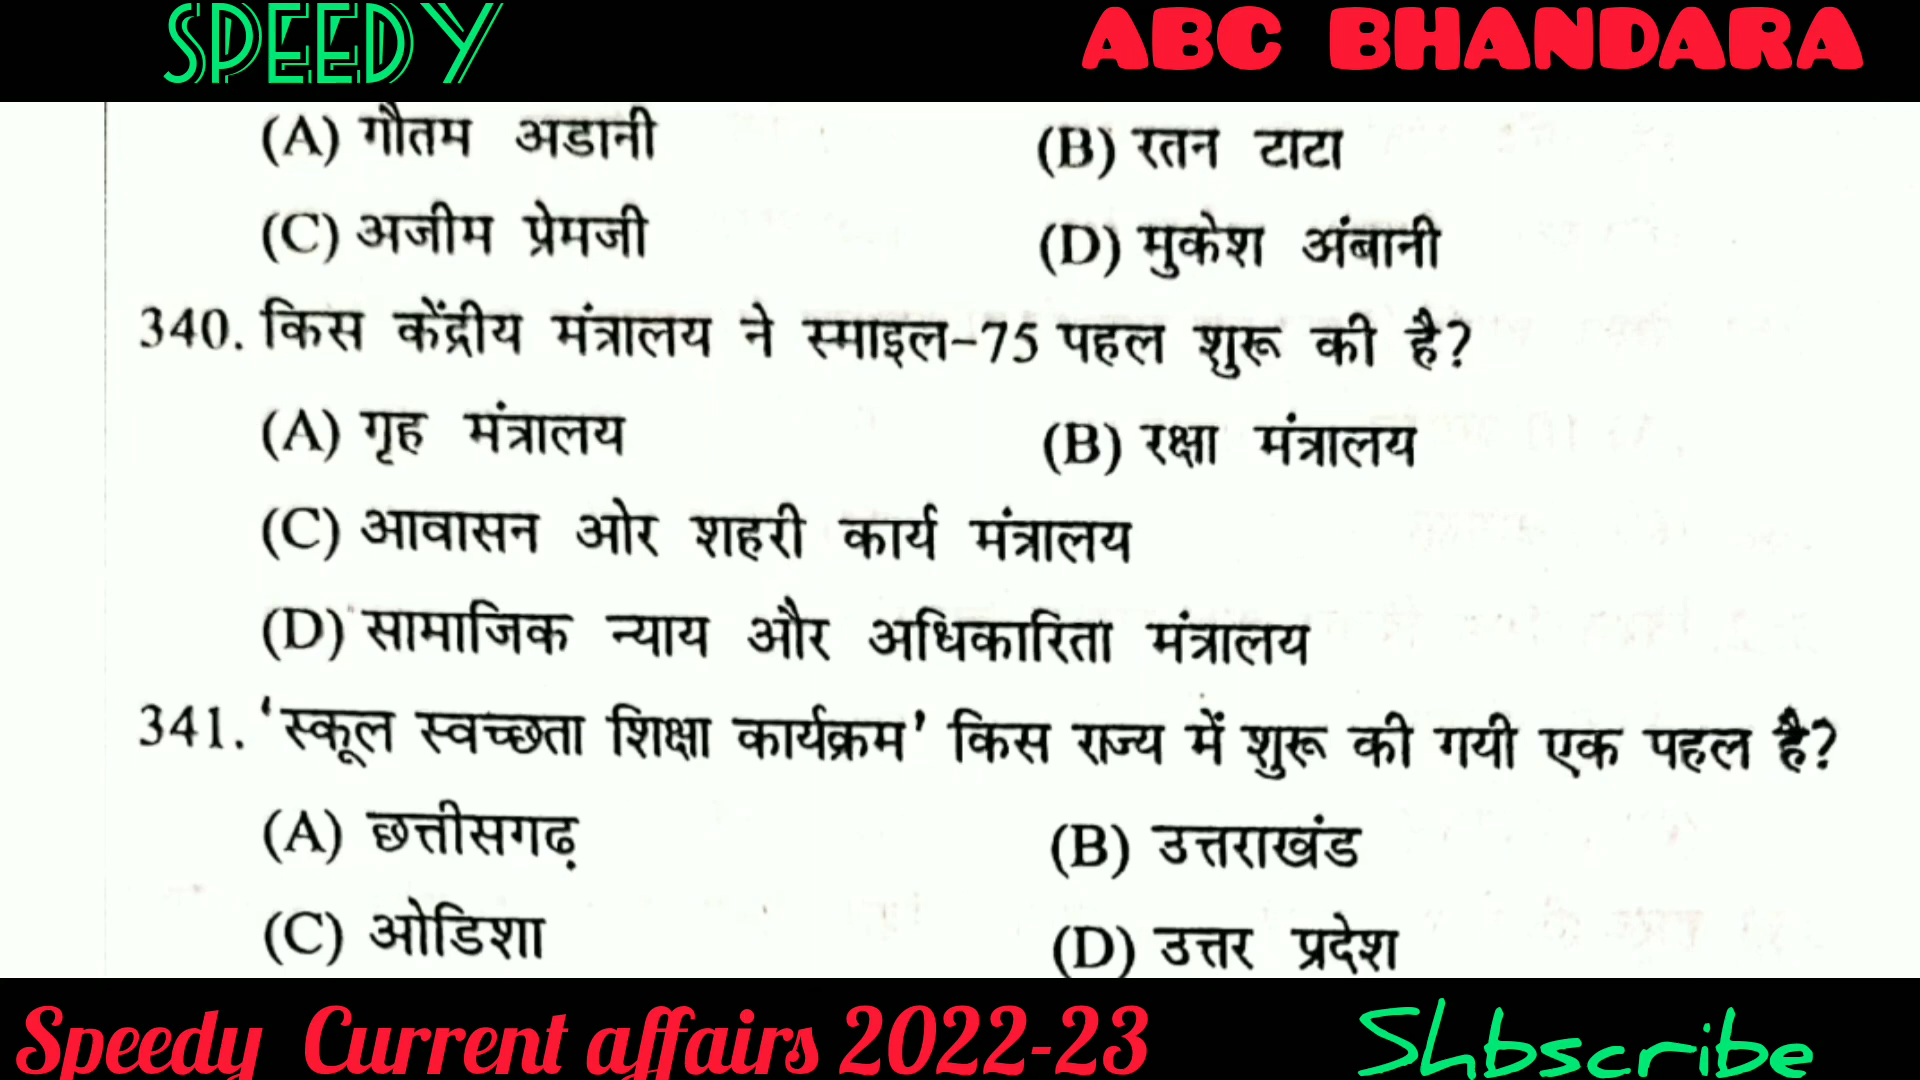 SPEEDY ABC BHANDARA
(A) गौतम अडानी (B) रतन टाटा
(C) अजीम प्रेमजी (D) मुकेश अंबानी
340. किस केंद्रीय मंत्रालय ने स्माइल-75 पहल शुरू की है?
(A) गृह मंत्रालय (B) रक्षा मंत्रालय
(C) आवासन ओर शहरी कार्य मंत्रालय
(D) सामाजिक न्याय और अधिकारिता मंत्रालय
341. ‘स्कूल स्वच्छता शिक्षा कार्यक्रम’ किस राज्य में शुरू की गयी एक पहल है?
(A) छत्तीसगढ़ (B) उत्तराखंड
(C) ओडिशा (D) उत्तर प्रदेश
Speedy Current affairs 2022-23 Shbscribe